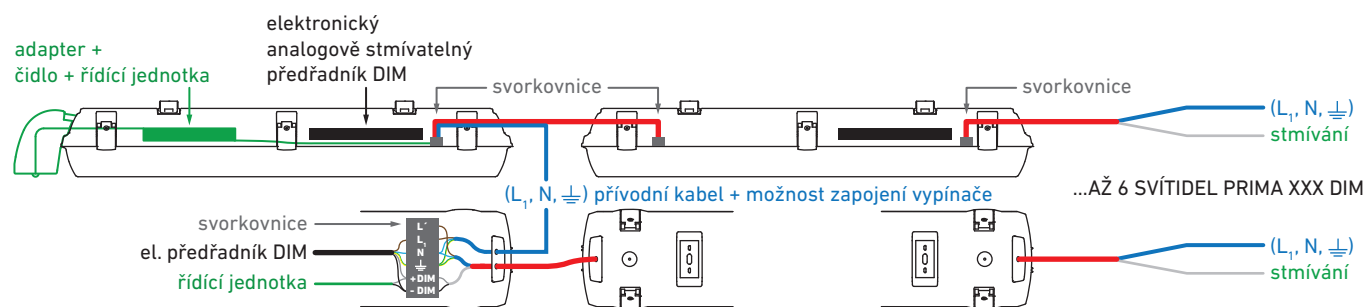 elektronický
analogově stmívatelný
předřadník DIM
adapter +
čidlo + řídící jednotka
svorkovnice
svorkovnice
(L₁, N, ⏚)
stmívání
(L₁, N, ⏚) přívodní kabel + možnost zapojení vypínače
...AŽ 6 SVÍTIDEL PRIMA XXX DIM
svorkovnice
el. předřadník DIM
řídící jednotka
L'
L₁
N
⏚
+DIM
- DIM
(L₁, N, ⏚)
stmívání